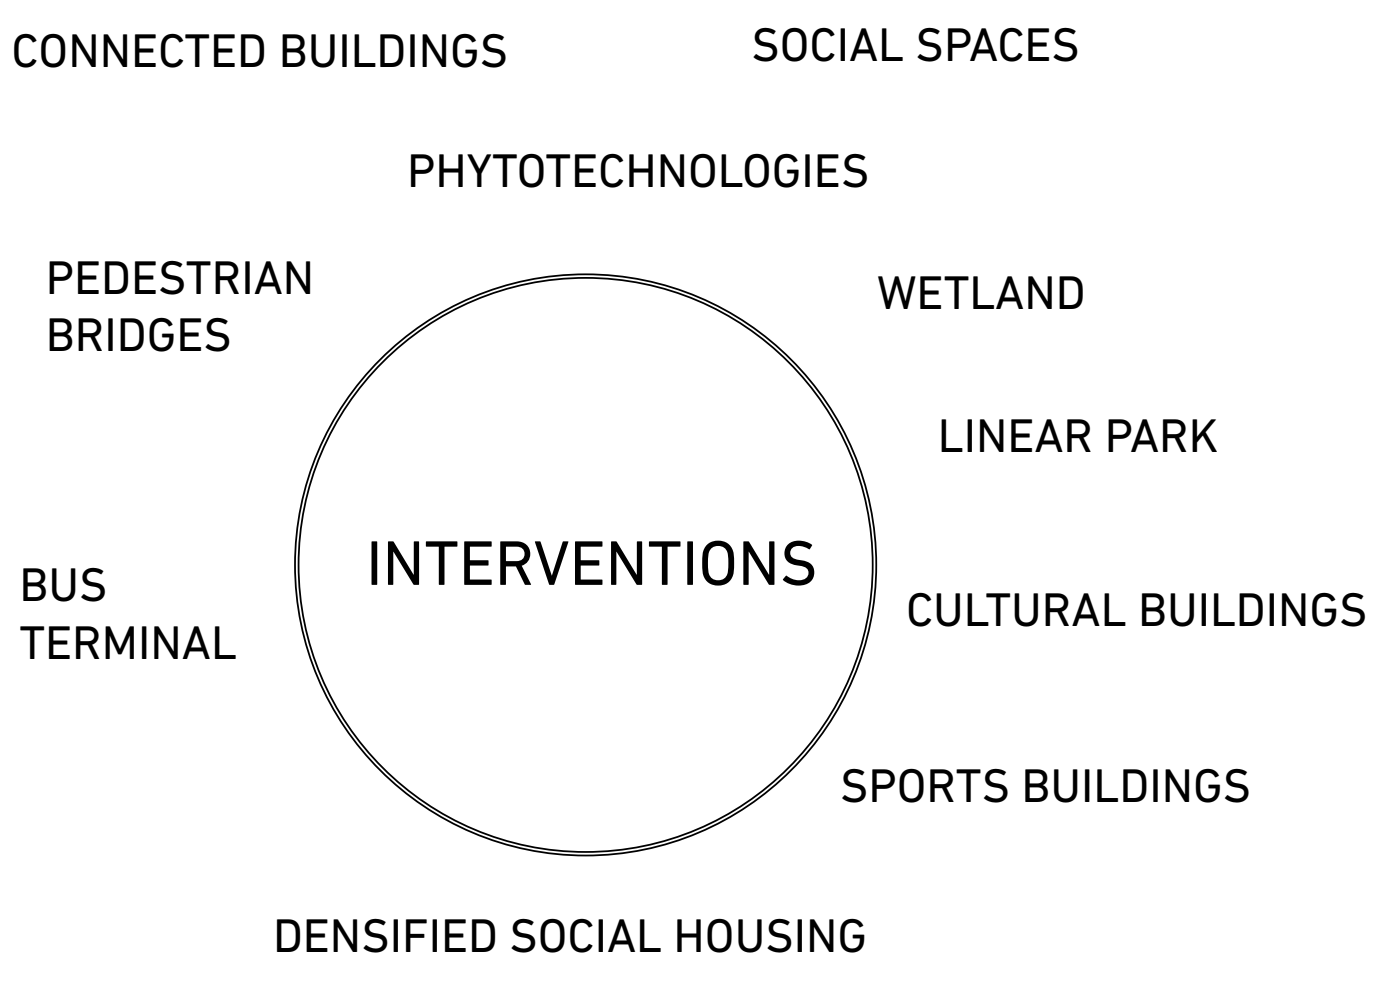 CONNECTED BUILDINGS
SOCIAL SPACES
PHYTOTECHNOLOGIES
PEDESTRIAN
BRIDGES
WETLAND
LINEAR PARK
INTERVENTIONS
BUS
TERMINAL
CULTURAL BUILDINGS
SPORTS BUILDINGS
DENSIFIED SOCIAL HOUSING